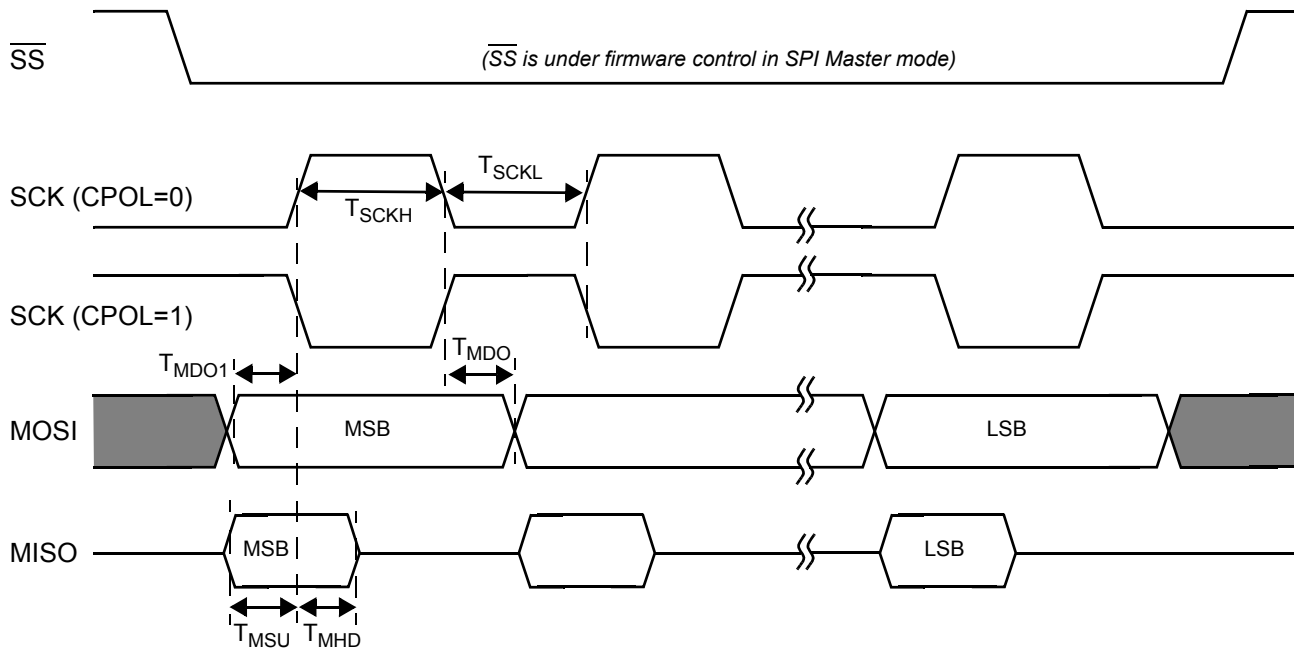 SS
(SS is under firmware control in SPI Master mode)
TSCKL
SCK (CPOL=0)
TSCKH
SCK (CPOL=1)
TMDO1
TMDO
MOSI
MSB
LSB
MISO
MSB
LSB
TMSU
TMHD